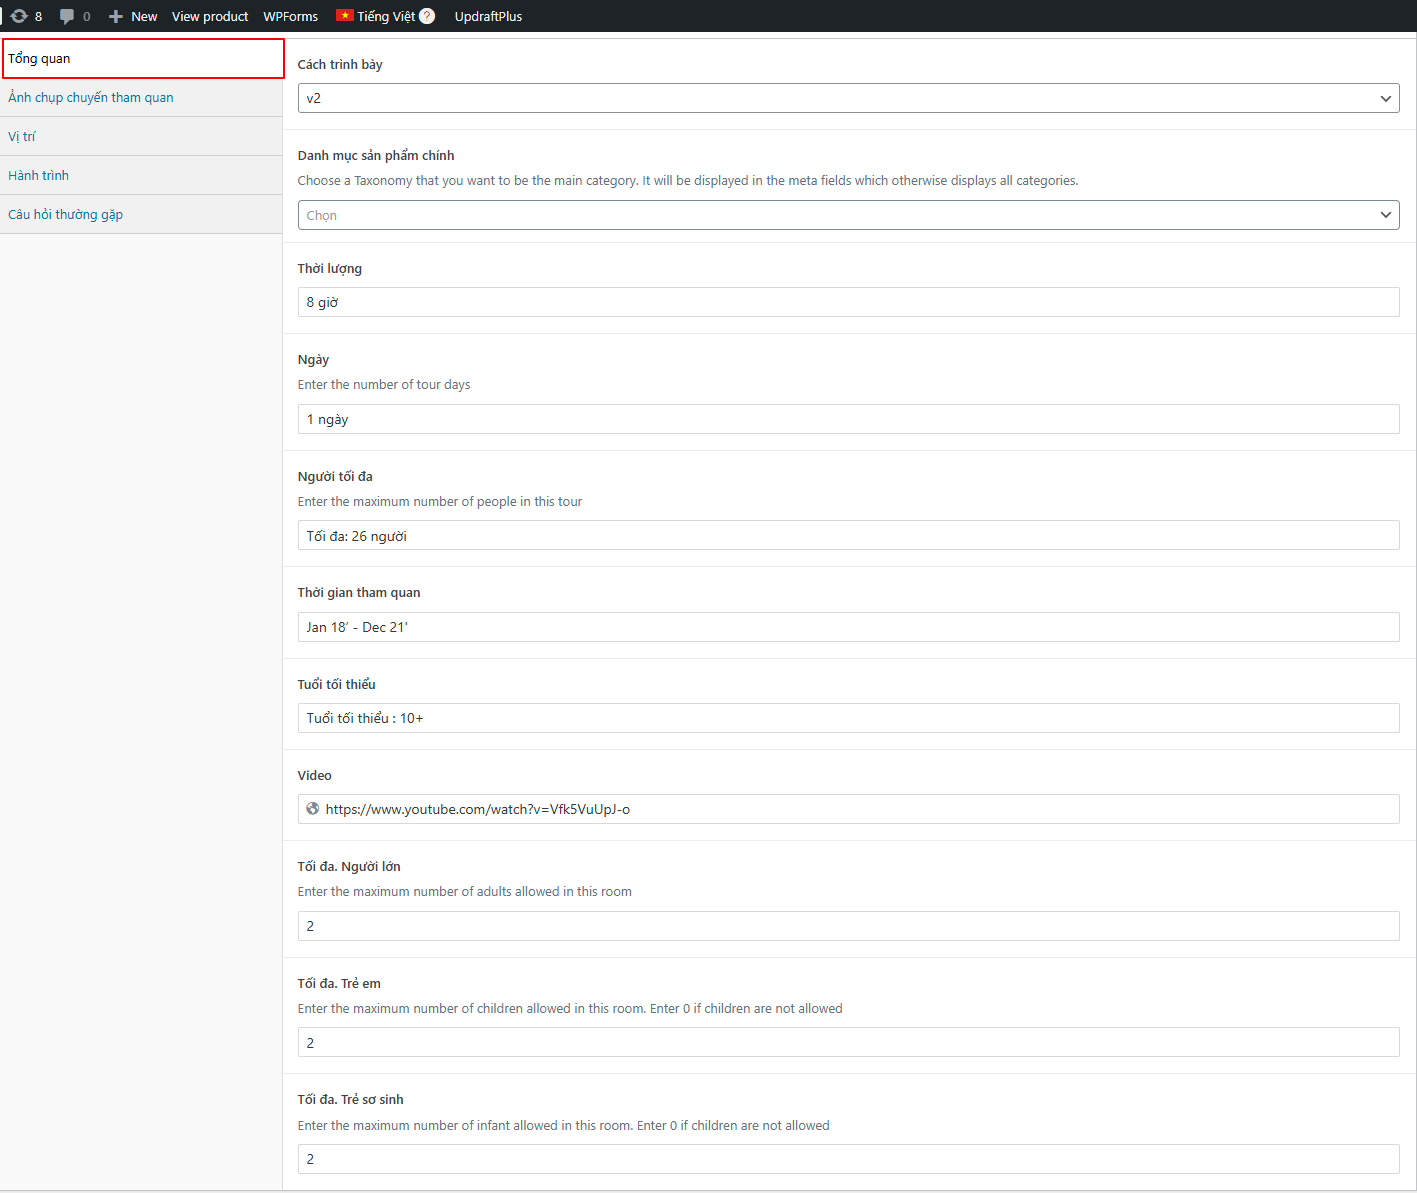 8 0 New View product WPForms Tiếng Việt ? UpdraftPlus
Tổng quan
Ảnh chụp chuyến tham quan
Vị trí
Hành trình
Câu hỏi thường gặp
Cách trình bày
v2
Danh mục sản phẩm chính
Choose a Taxonomy that you want to be the main category. It will be displayed in the meta fields which otherwise displays all categories.
Chọn
Thời lượng
8 giờ
Ngày
Enter the number of tour days
1 ngày
Người tối đa
Enter the maximum number of people in this tour
Tối đa: 26 người
Thời gian tham quan
Jan 18’ - Dec 21'
Tuổi tối thiểu
Tuổi tối thiểu : 10+
Video
https://www.youtube.com/watch?v=Vfk5VuUpJ-o
Tối đa. Người lớn
Enter the maximum number of adults allowed in this room
2
Tối đa. Trẻ em
Enter the maximum number of children allowed in this room. Enter 0 if children are not allowed
2
Tối đa. Trẻ sơ sinh
Enter the maximum number of infant allowed in this room. Enter 0 if children are not allowed
2